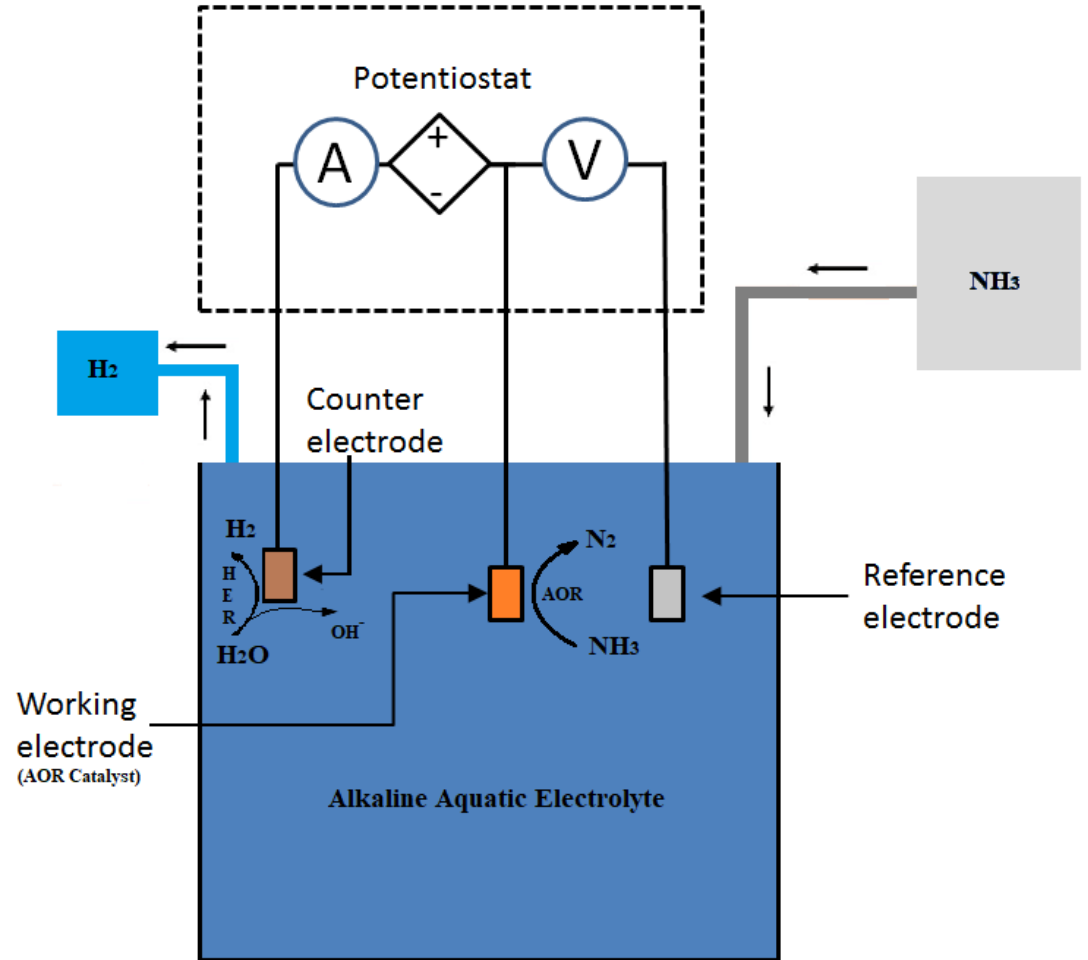 Potentiostat
A
+
-
V
NH3
H2
Counter
electrode
H2
H
E
R
OH-
H2O
N2
AOR
NH3
Reference
electrode
Working
electrode
(AOR Catalyst)
Alkaline Aquatic Electrolyte